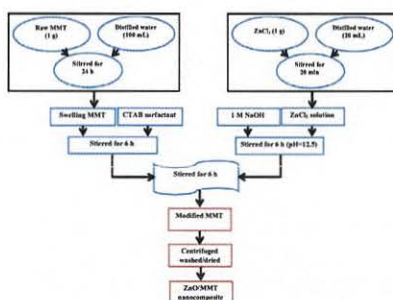 Raw MMT
(1 g)
Distilled water
(100 mL)
Stirred for
24 h
ZnCl₂ (1 g)
Distilled water
(20 mL)
Stirred for
20 min
Swelling MMT
CTAB surfactant
Stirred for 6 h
1 M NaOH
ZnCl₂ solution
Stirred for 6 h (pH=12.5)
Stirred for 6 h
Modified MMT
Centrifuged
washed/dried
ZnO/MMT
nanocomposite